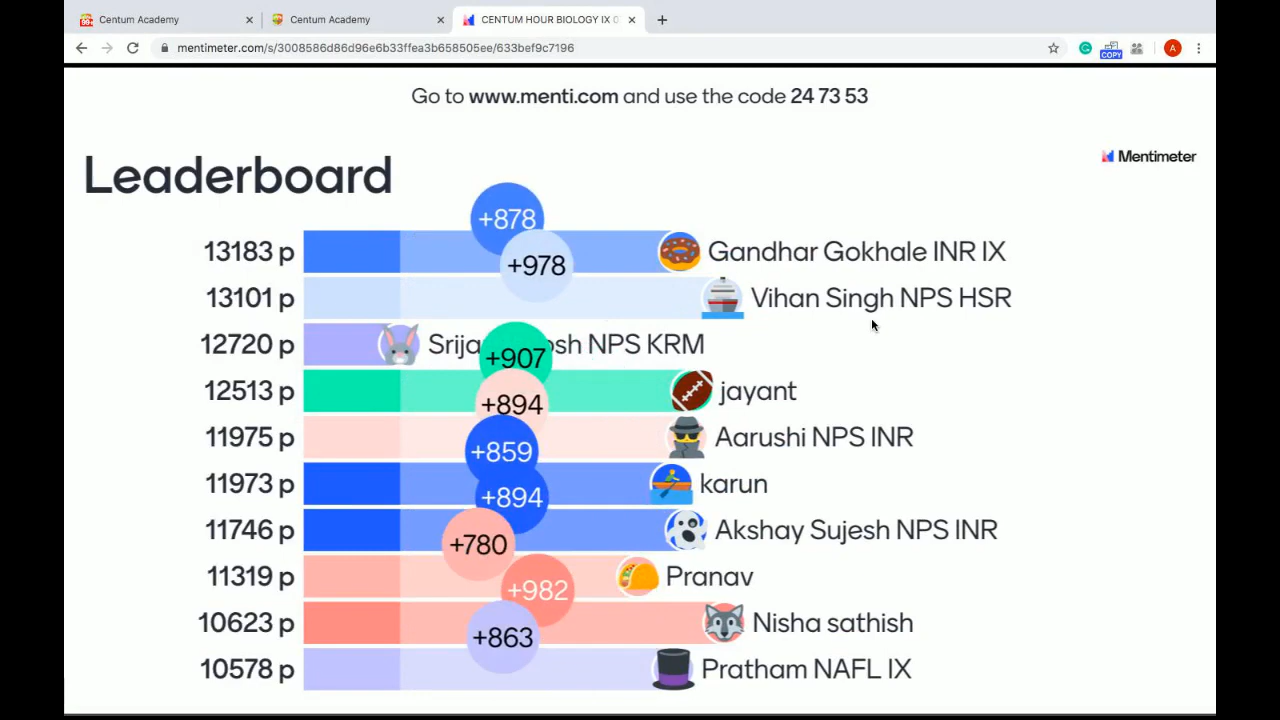 Centum Academy
Centum Academy
CENTUM HOUR BIOLOGY IX
mentimeter.com/s/3008586d86d96e6b33ffea3b658505ee/633bef9c7196
COPY
A
Go to www.menti.com and use the code 24 73 53
Mentimeter
Leaderboard
+878
13183 p Gandhar Gokhale INR IX
+978
13101 p Vihan Singh NPS HSR
12720 p NPS KRM
+907
12513 p jayant
+894
11975 p Aarushi NPS INR
+859
11973 p karun
+894
11746 p Akshay Sujesh NPS INR
+780
11319 p Pranav
+982
10623 p Nisha sathish
+863
10578 p Pratham NAFL IX